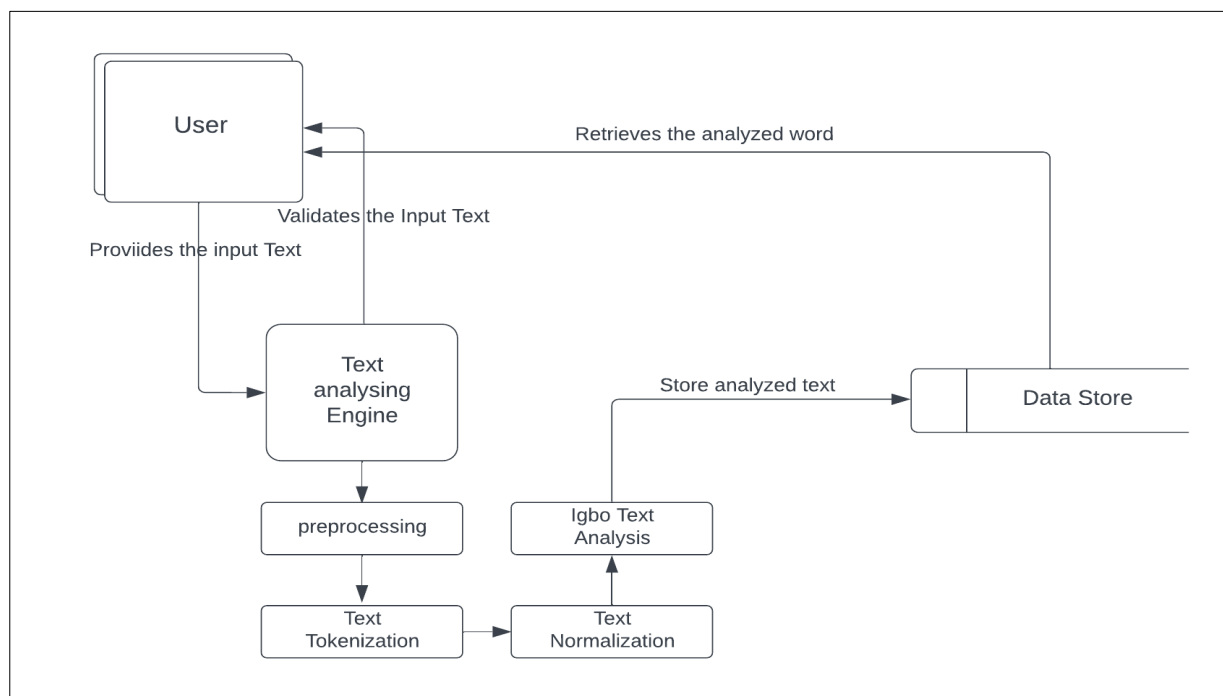 User
Retrieves the analyzed word
Validates the Input Text
Proviides the input Text
Text
analysing
Engine
Store analyzed text
Data Store
preprocessing
Igbo Text
Analysis
Text
Tokenization
Text
Normalization